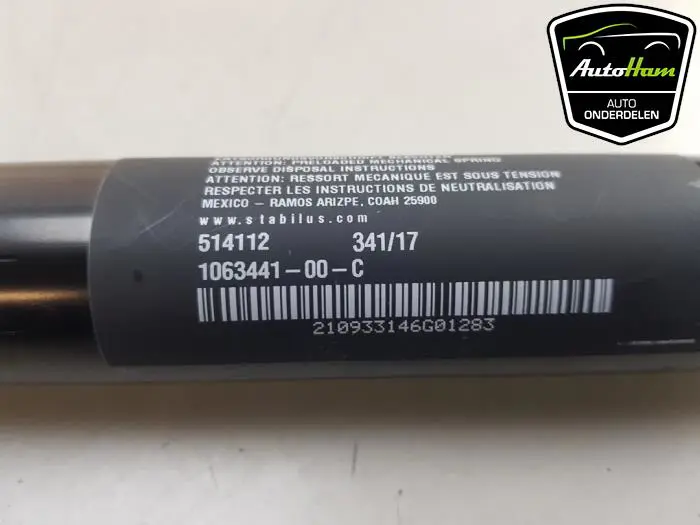 AutoHam
AUTO
ONDERDELEN
ATTENTION: PRELOADED MECHANICAL SPRING
OBSERVE DISPOSAL INSTRUCTIONS
ATTENTION: RESSORT MECANIQUE EST SOUS TENSION
RESPECTER LES INSTRUCTIONS DE NEUTRALISATION
MEXICO – RAMOS ARIZPE, COAH 25900
www.stabilus.com
514112 341/17
1063441-00-C
210933146G01283